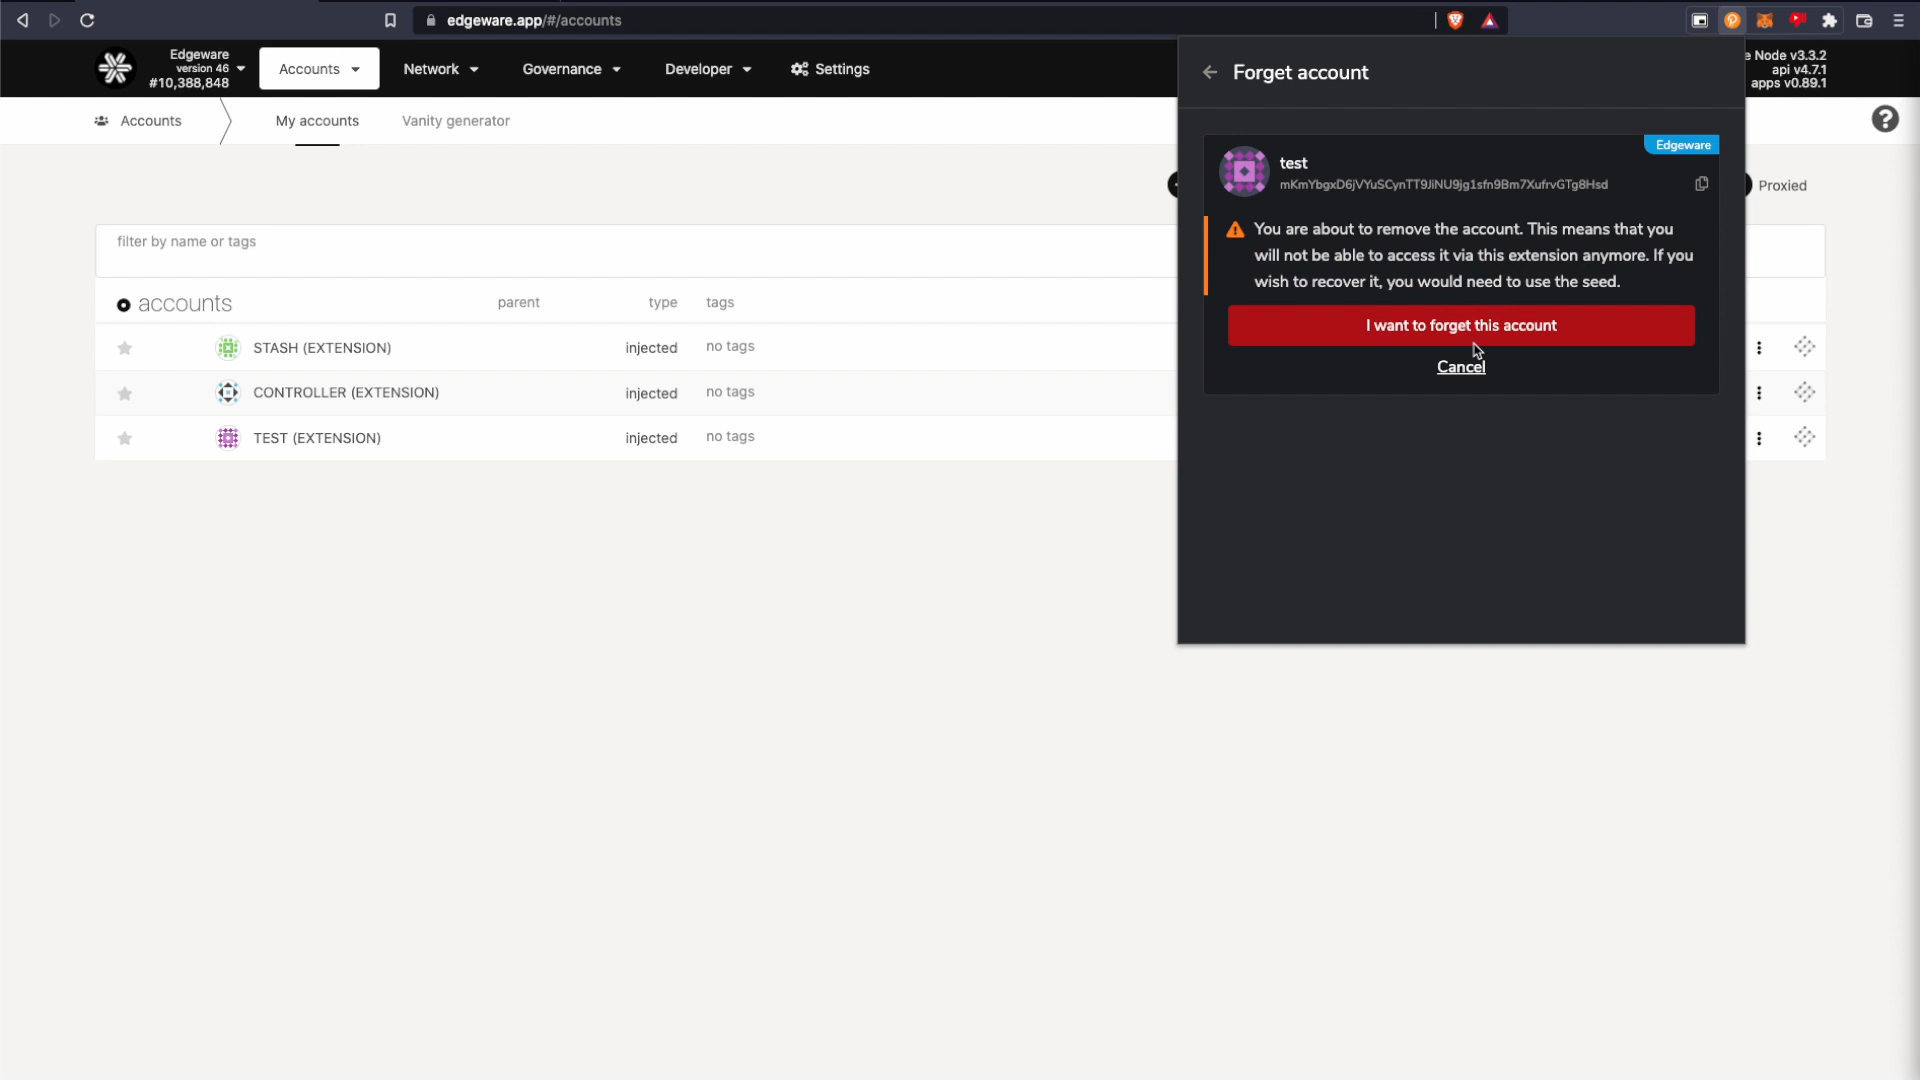 edgeware.app/#/accounts
Edgeware
version 46
#10,388,848
Accounts
Network
Governance
Developer
Settings
e Node v3.3.2
api v4.7.1
apps v0.89.1
Accounts
My accounts
Vanity generator
Proxied
filter by name or tags
accounts
parent
type
tags
STASH (EXTENSION)
injected
no tags
CONTROLLER (EXTENSION)
injected
no tags
TEST (EXTENSION)
injected
no tags
Forget account
Edgeware
test
mKmYbgxD6jVYuSCynTT9JiNU9jg1sfn9Bm7XufrvGTg8Hsd
You are about to remove the account. This means that you
will not be able to access it via this extension anymore. If you
wish to recover it, you would need to use the seed.
I want to forget this account
Cancel